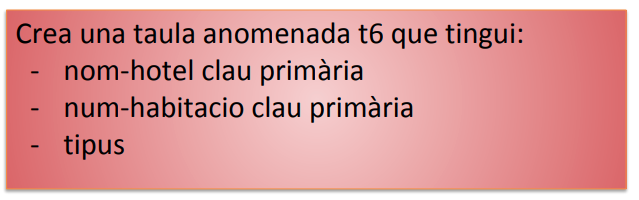 Crea una taula anomenada t6 que tingui:
- nom-hotel clau primària
- num-habitacio clau primària
- tipus